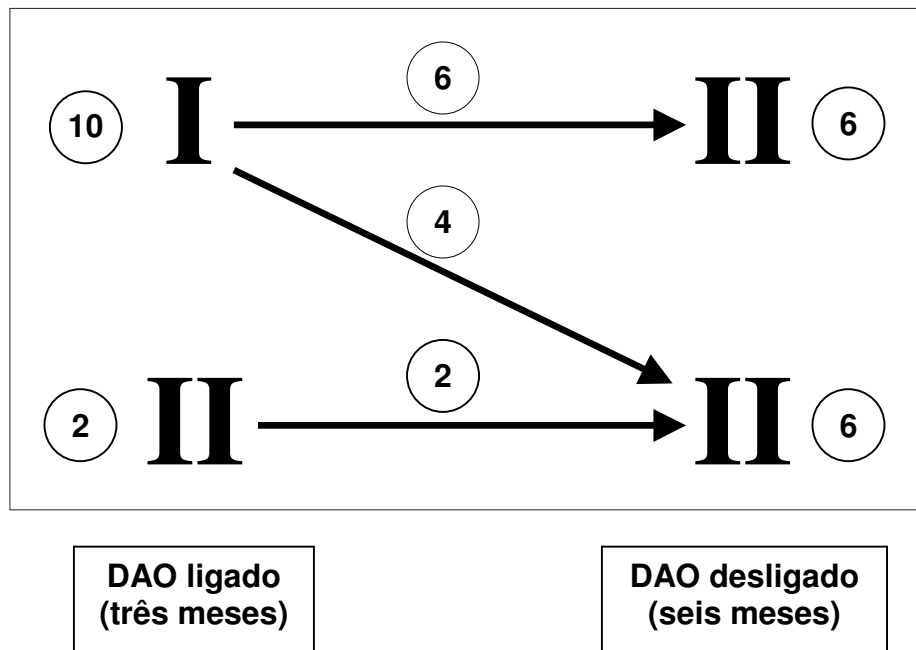 6
10 I II 6
4
2
2 II II 6
DAO ligado
(três meses)
DAO desligado
(seis meses)